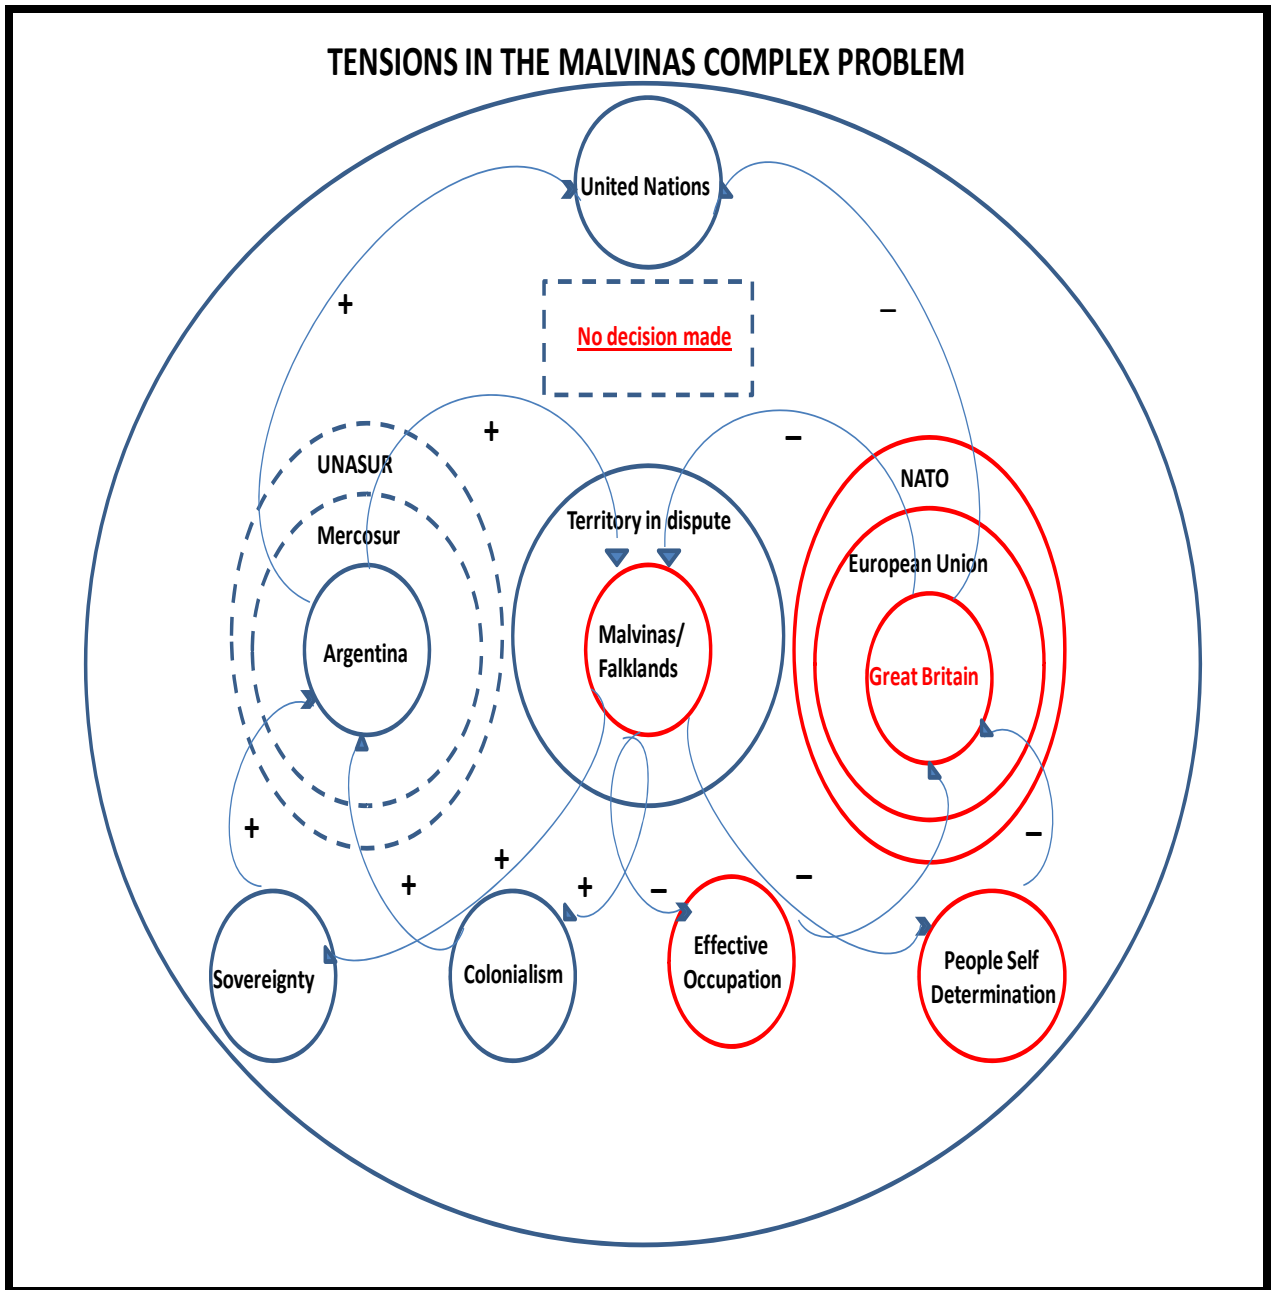 TENSIONS IN THE MALVINAS COMPLEX PROBLEM
United Nations
+
–
No decision made
+
–
UNASUR
NATO
Mercosur
Territory in dispute
European Union
Argentina
Malvinas/
Falklands
Great Britain
+
–
+
+
+
–
–
Sovereignty
Colonialism
Effective
Occupation
People Self
Determination